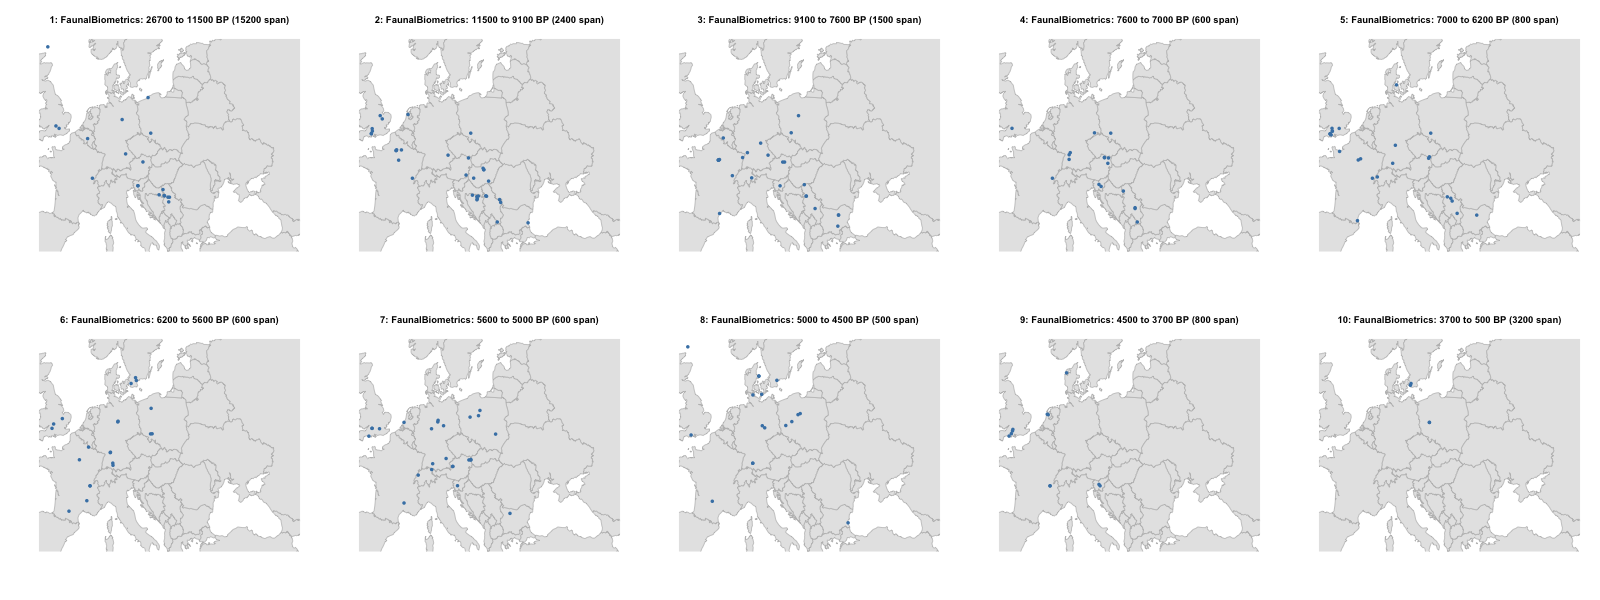 1: FaunalBiometrics: 26700 to 11500 BP (15200 span)
2: FaunalBiometrics: 11500 to 9100 BP (2400 span)
3: FaunalBiometrics: 9100 to 7600 BP (1500 span)
4: FaunalBiometrics: 7600 to 7000 BP (600 span)
5: FaunalBiometrics: 7000 to 6200 BP (800 span)
6: FaunalBiometrics: 6200 to 5600 BP (600 span)
7: FaunalBiometrics: 5600 to 5000 BP (600 span)
8: FaunalBiometrics: 5000 to 4500 BP (500 span)
9: FaunalBiometrics: 4500 to 3700 BP (800 span)
10: FaunalBiometrics: 3700 to 500 BP (3200 span)